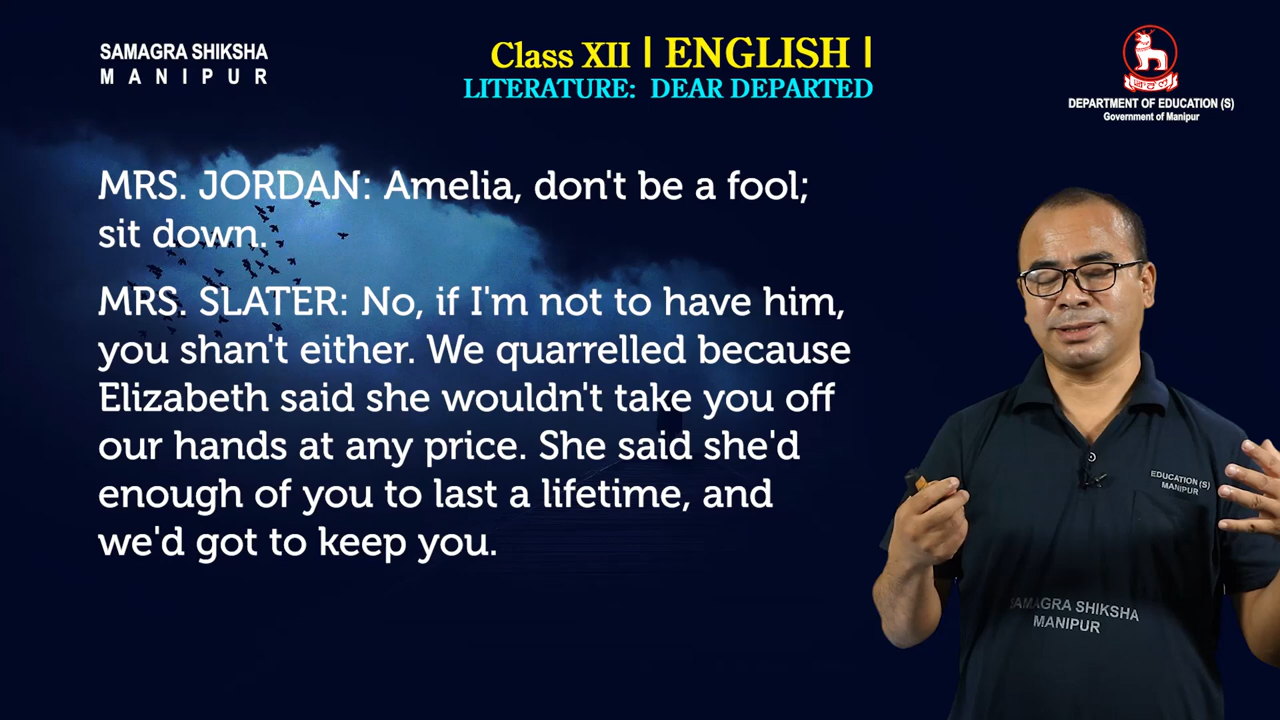 SAMAGRA SHIKSHA
MANIPUR
Class XII | ENGLISH |
LITERATURE: DEAR DEPARTED
DEPARTMENT OF EDUCATION (S)
Government of Manipur
MRS. JORDAN: Amelia, don't be a fool;
sit down.
MRS. SLATER: No, if I'm not to have him,
you shan't either. We quarrelled because
Elizabeth said she wouldn't take you off
our hands at any price. She said she'd
enough of you to last a lifetime, and
we'd got to keep you.
EDUCATION (S)
MANIPUR
SAMAGRA SHIKSHA
MANIPUR